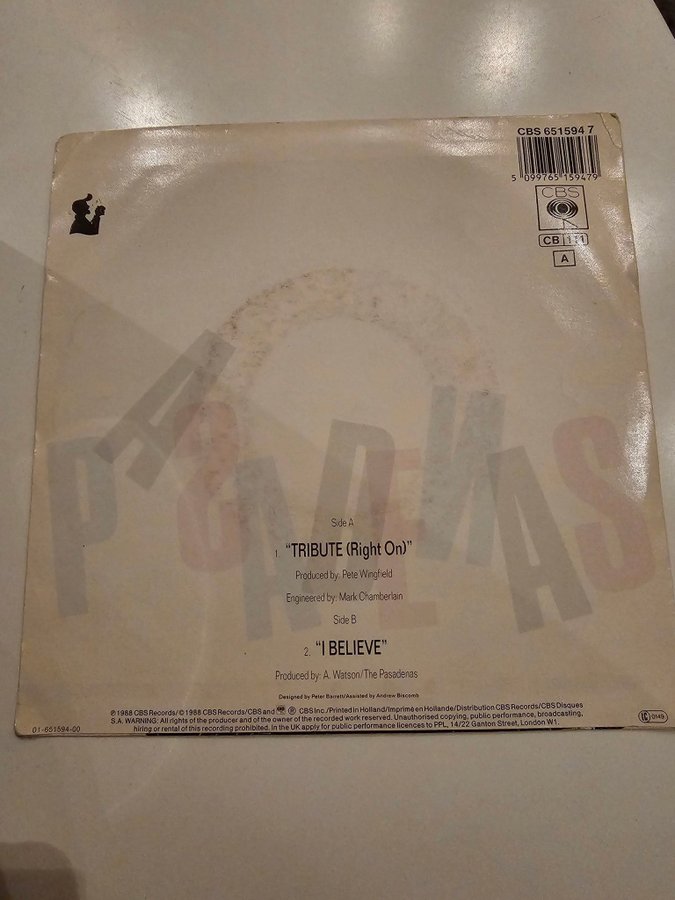 CBS 651594 7
5 099765 159479
CBS
CB 111
A
PASADENAS
Side A
1. "TRIBUTE (Right On)"
Produced by: Pete Wingfield
Engineered by: Mark Chamberlain
Side B
2. "I BELIEVE"
Produced by: A. Watson/The Pasadenas
Designed by Peter Barrett/Assisted by Andrew Biscomb
℗ 1988 CBS Records/© 1988 CBS Records/CBS and ℗ CBS Inc./Printed in Holland/Imprimé en Hollande/Distribution CBS Records/CBS Disques
S.A. WARNING: All rights of the producer and of the owner of the recorded work reserved. Unauthorised copying, public performance, broadcasting,
hiring or rental of this recording prohibited. In the UK apply for public performance licences to PPL, 14/22 Ganton Street, London W1.
01-651594-00
0149